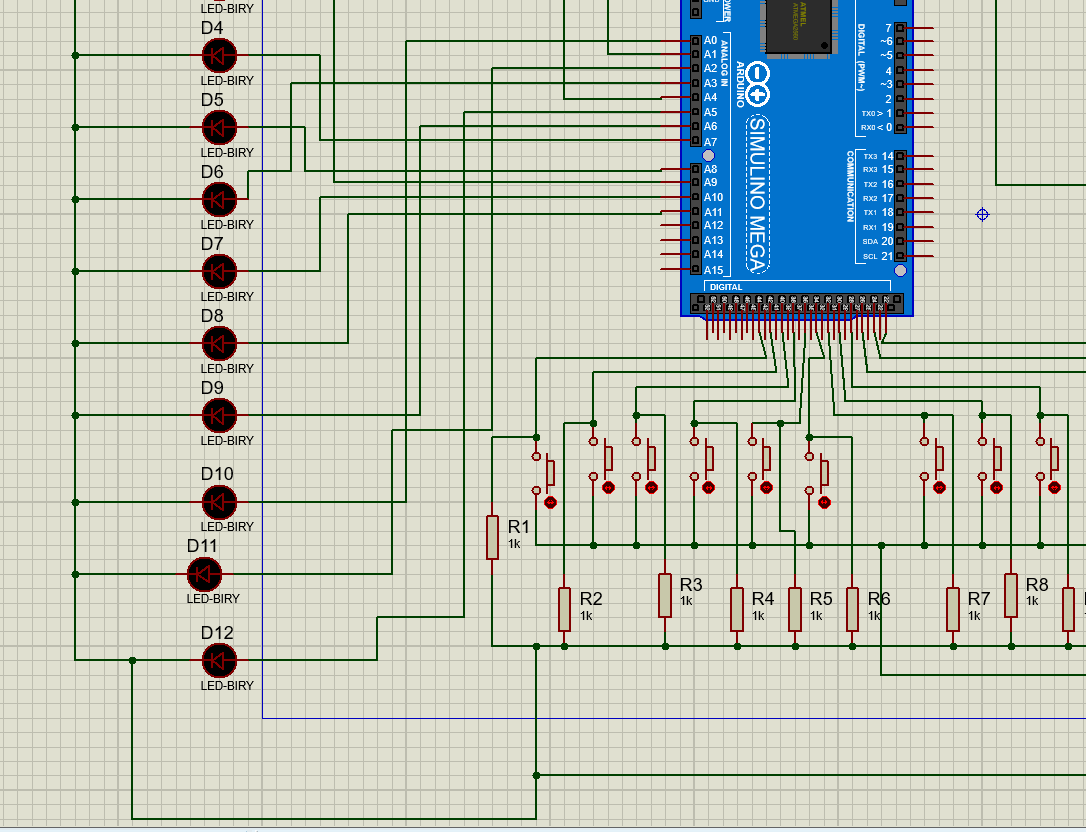 LED-BIRY
D4
LED-BIRY
D5
LED-BIRY
D6
LED-BIRY
D7
LED-BIRY
D8
LED-BIRY
D9
LED-BIRY
D10
LED-BIRY
D11
LED-BIRY
D12
LED-BIRY
A0
A1
A2
A3
A4
A5
A6
A7
A8
A9
A10
A11
A12
A13
A14
A15
ANALOG IN
ARDUINO
SIMULINO MEGA
ATMEL
DIGITAL (PWM~)
COMMUNICATION
7
~6
~5
4
~3
2
TX0 > 1
RX0 < 0
TX3 14
RX3 15
TX2 16
RX2 17
TX1 18
RX1 19
SDA 20
SCL 21
DIGITAL
R1
1k
R2
1k
R3
1k
R4
1k
R5
1k
R6
1k
R7
1k
R8
1k